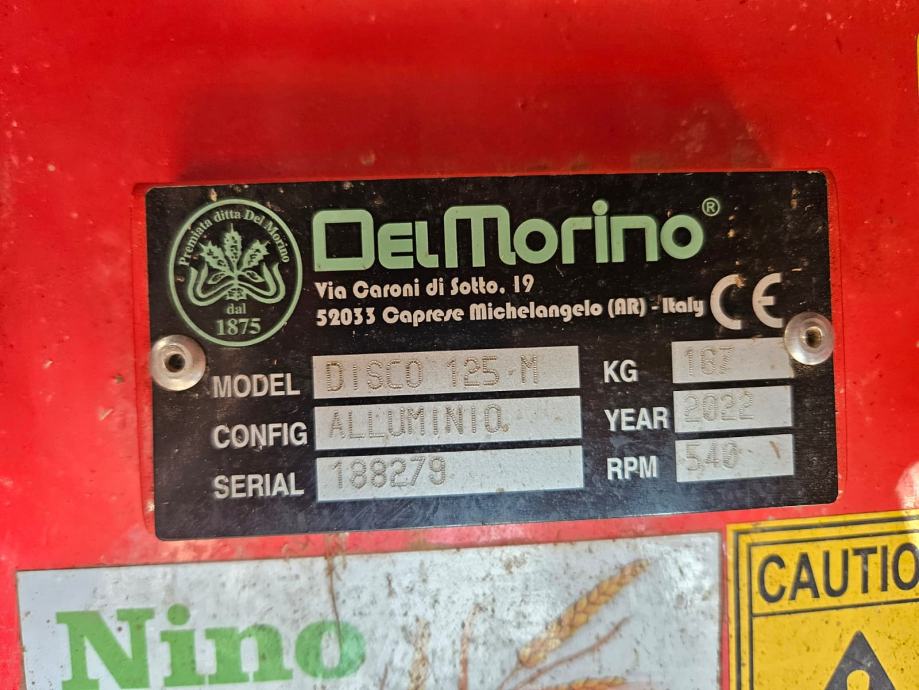 Premiata ditta Del Morino
dal
1875
DELMorino®
Via Caroni di Sotto, 19
52033 Caprese Michelangelo (AR) - Italy
CE
MODEL DISCO 125 M
KG 167
CONFIG ALLUMINIO.
YEAR 2022
SERIAL 188279
RPM 540
Nino
CAUTIO